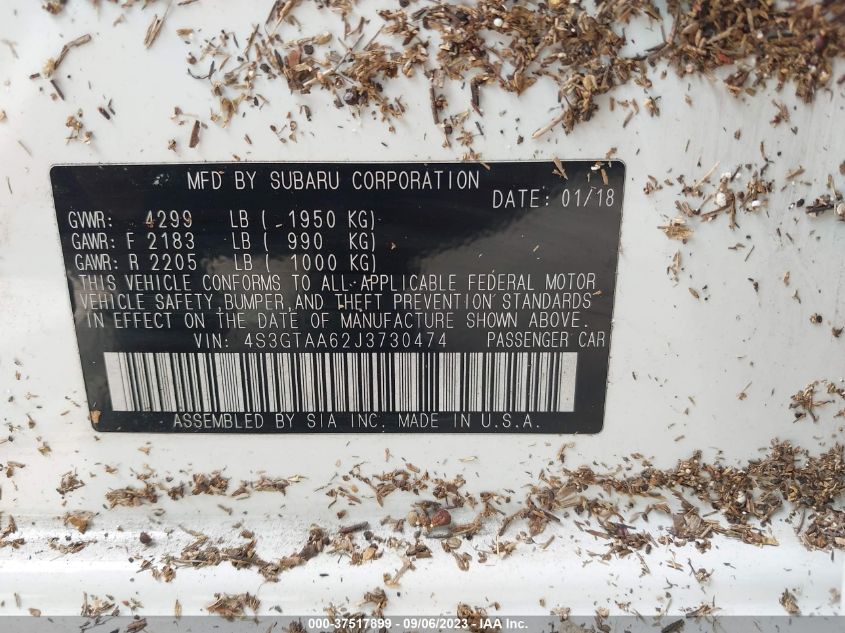 MFD BY SUBARU CORPORATION
DATE: 01/18
GVWR: 4299 LB ( 1950 KG)
GAWR: F 2183 LB ( 990 KG)
GAWR: R 2205 LB ( 1000 KG)
THIS VEHICLE CONFORMS TO ALL APPLICABLE FEDERAL MOTOR
VEHICLE SAFETY, BUMPER, AND THEFT PREVENTION STANDARDS
IN EFFECT ON THE DATE OF MANUFACTURE SHOWN ABOVE.
VIN: 4S3GTAA62J3730474 PASSENGER CAR
ASSEMBLED BY SIA INC. MADE IN U.S.A.
000-37517899 - 09/06/2023 - IAA Inc.